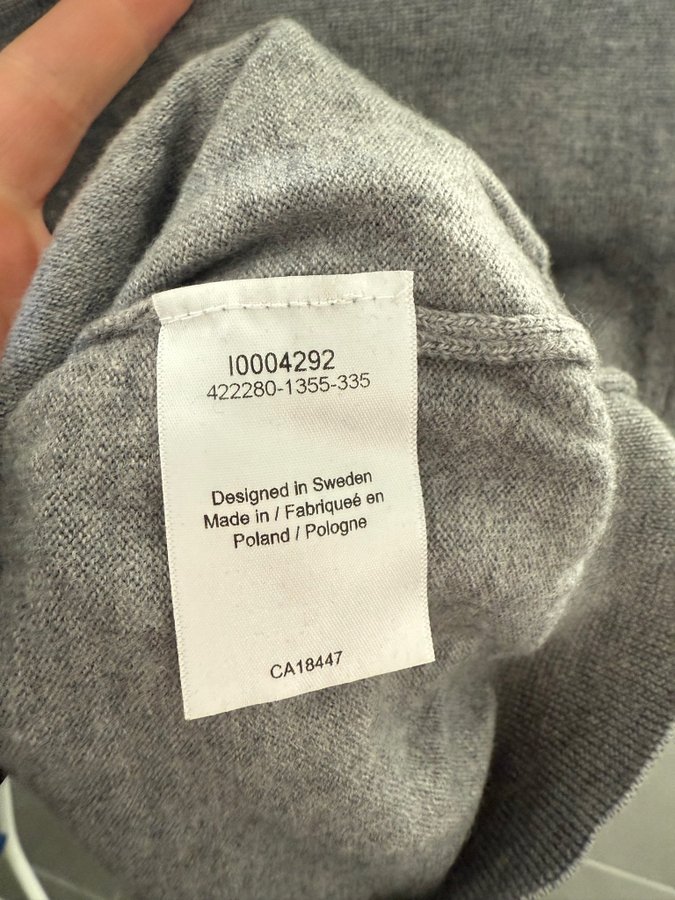 I0004292
422280-1355-335
Designed in Sweden
Made in / Fabriqueé en
Poland / Pologne
CA18447